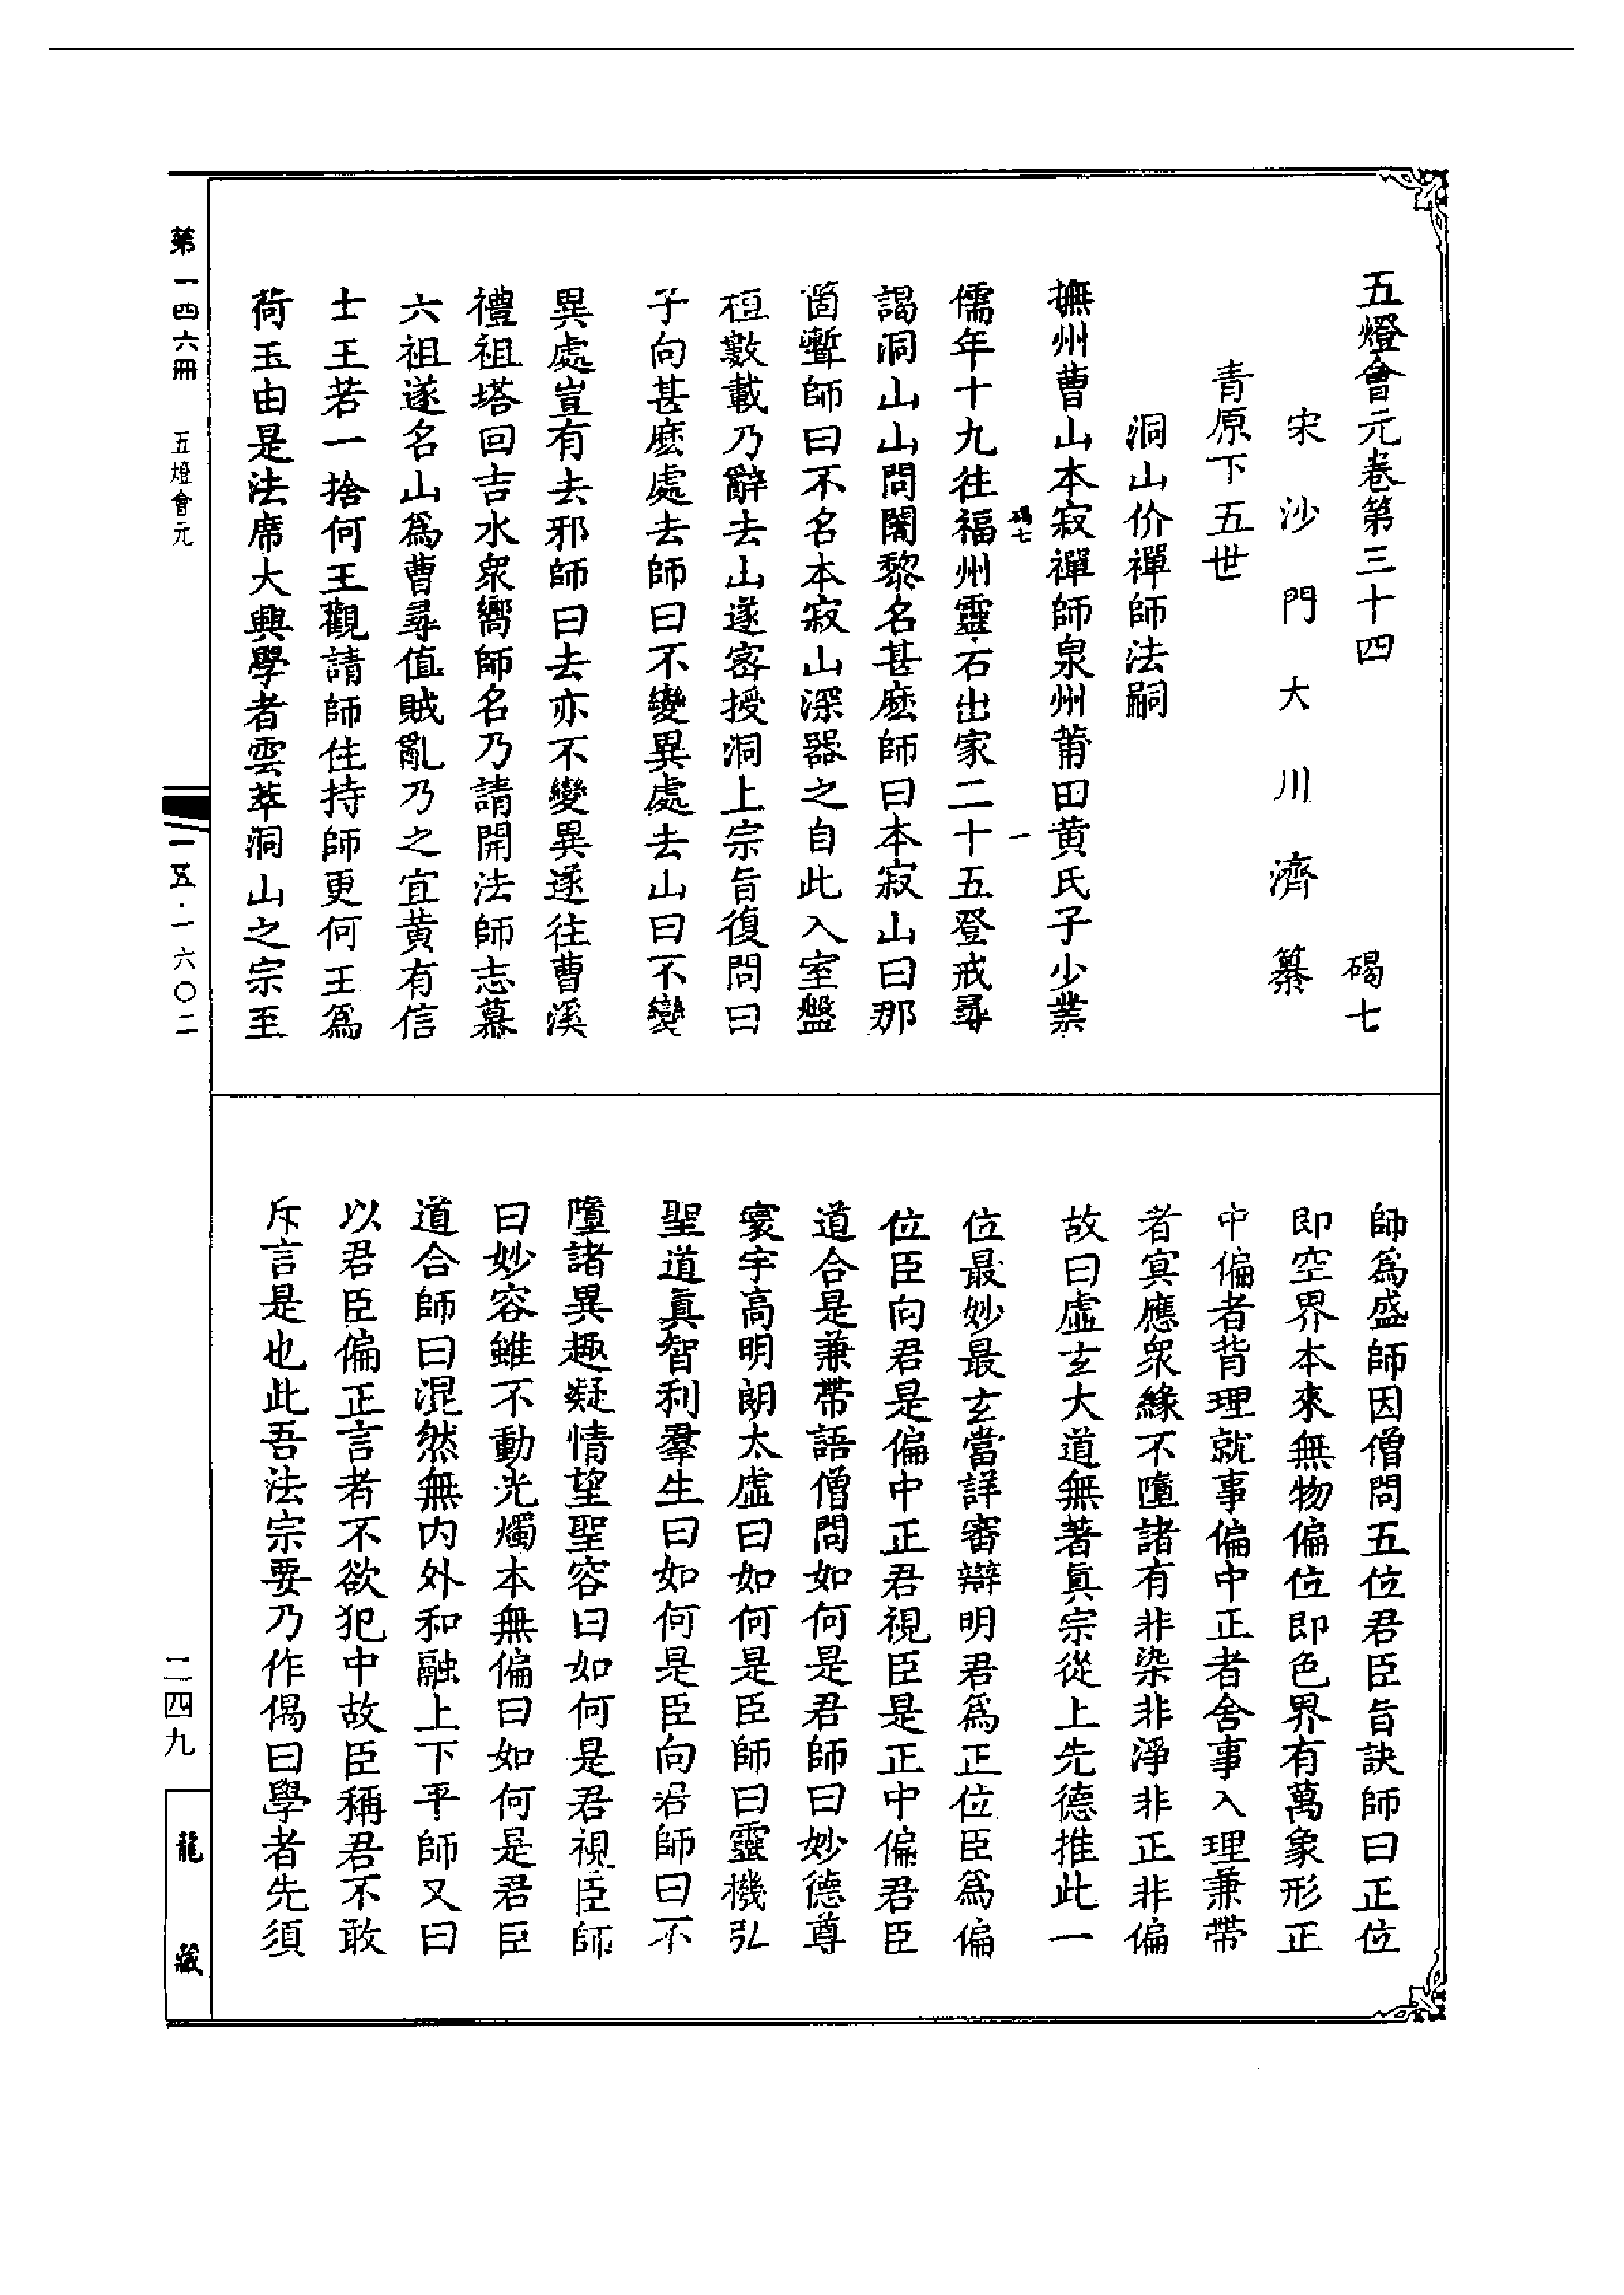 五燈會元卷第三十四　碣七
宋沙門大川濟纂
青原下五世
洞山价禪師法嗣
撫州曹山本寂禪師泉州莆田黃氏子少業
碣七　一
儒年十九往福州靈石出家二十五登戒尋
謁洞山山問闍黎名甚麼師曰本寂山曰那
箇聻師曰不名本寂山深器之自此入室盤
桓數載乃辭去山遂密授洞上宗旨復問曰
子向甚麼處去師曰不變異處去山曰不變
異處豈有去邪師曰去亦不變異遂往曹溪
禮祖塔回吉水衆嚮師名乃請開法師志慕
六祖遂名山爲曹尋值賊亂乃之宜黃有信
士王若一捨何王觀請師住持師更何王爲
荷玉由是法席大興學者雲萃洞山之宗至
師爲盛師因僧問五位君臣旨訣師曰正位
即空界本來無物偏位即色界有萬象形正
中偏者背理就事偏中正者舍事入理兼帶
者冥應衆緣不墮諸有非染非淨非正非偏
故曰虛玄大道無著眞宗從上先德推此一
位最妙最玄當詳審辯明君爲正位臣爲偏
位臣向君是偏中正君視臣是正中偏君臣
道合是兼帶語僧問如何是君師曰妙德尊
寰宇高明朗太虛曰如何是臣師曰靈機弘
聖道眞智利羣生曰如何是臣向君師曰不
墮諸異趣凝情望聖容曰如何是君視臣師
曰妙容雖不動光燭本無偏曰如何是君臣
道合師曰混然無內外和融上下平師又曰
以君臣偏正言者不欲犯中故臣稱君不敢
斥言是也此吾法宗要乃作偈曰學者先須
第一四六冊　五燈會元
一五·一六〇二
二四九
龍藏